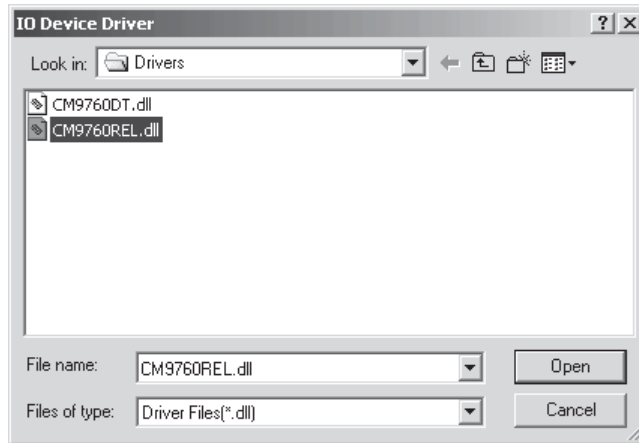 IO Device Driver
Look in: Drivers
CM9760DT.dll
CM9760REL.dll
File name: CM9760REL.dll Open
Files of type: Driver Files(*.dll) Cancel